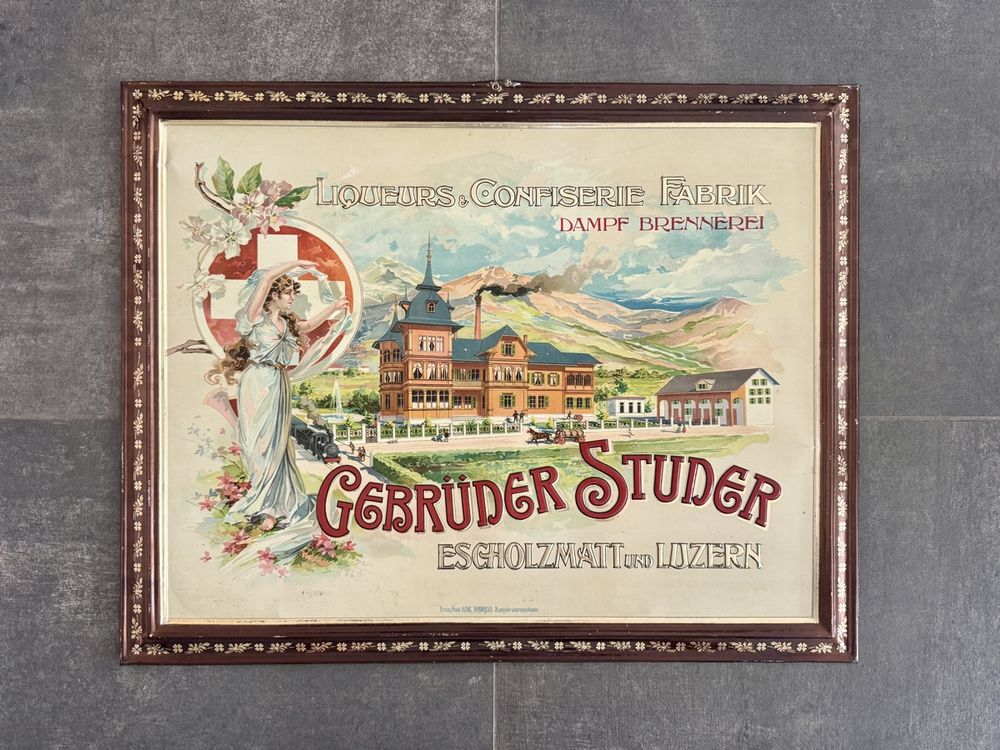 LIQUEURS & CONFISERIE FABRIK
DAMPF BRENNEREI
GEBRÜDER STUDER
ESCHOLZMATT UND LUZERN